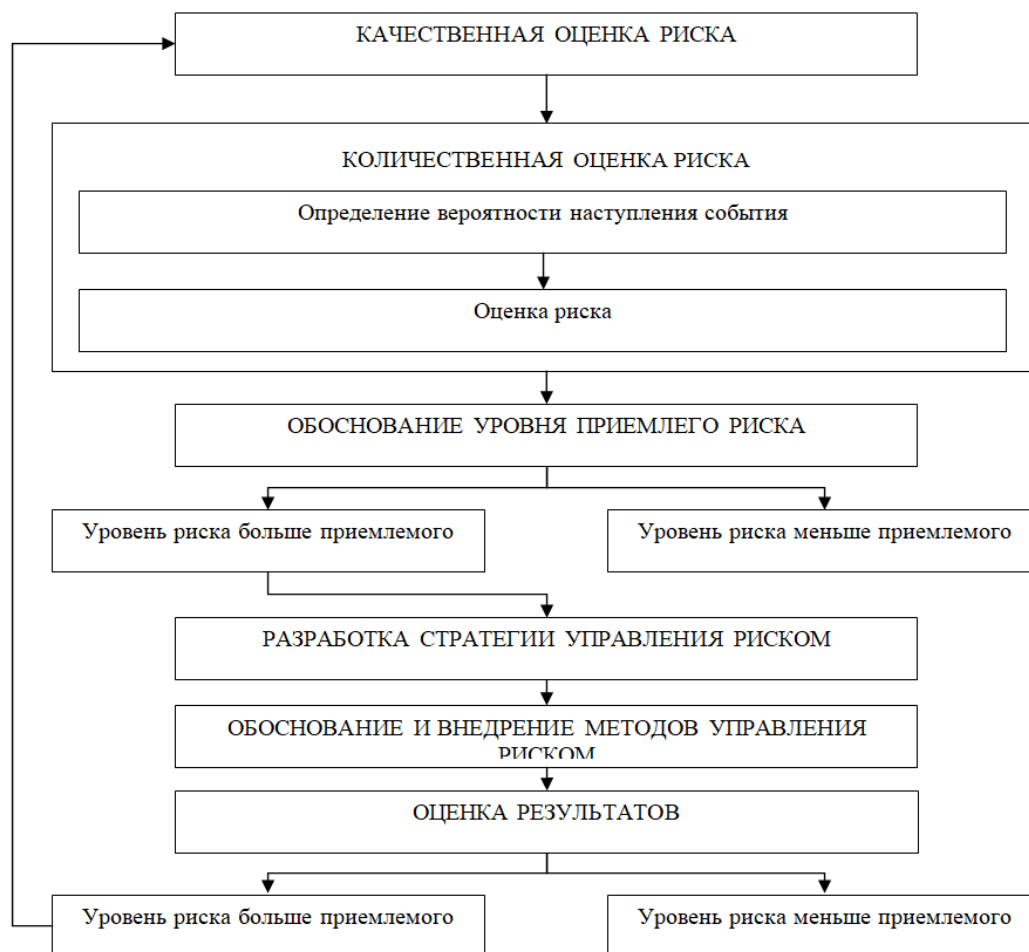 КАЧЕСТВЕННАЯ ОЦЕНКА РИСКА
КОЛИЧЕСТВЕННАЯ ОЦЕНКА РИСКА
Определение вероятности наступления события
Оценка риска
ОБОСНОВАНИЕ УРОВНЯ ПРИЕМЛЕГО РИСКА
Уровень риска больше приемлемого
Уровень риска меньше приемлемого
РАЗРАБОТКА СТРАТЕГИИ УПРАВЛЕНИЯ РИСКОМ
ОБОСНОВАНИЕ И ВНЕДРЕНИЕ МЕТОДОВ УПРАВЛЕНИЯ
РИСКОМ
ОЦЕНКА РЕЗУЛЬТАТОВ
Уровень риска больше приемлемого
Уровень риска меньше приемлемого